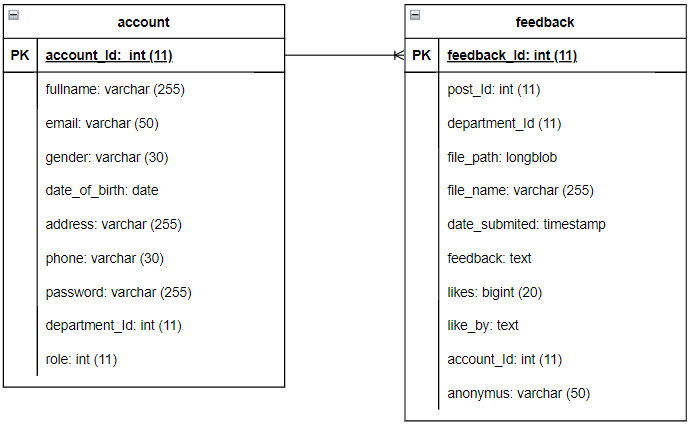 account
PK account_Id: int (11)
fullname: varchar (255)
email: varchar (50)
gender: varchar (30)
date_of_birth: date
address: varchar (255)
phone: varchar (30)
password: varchar (255)
department_Id: int (11)
role: int (11)
feedback
PK feedback_Id: int (11)
post_Id: int (11)
department_Id (11)
file_path: longblob
file_name: varchar (255)
date_submited: timestamp
feedback: text
likes: bigint (20)
like_by: text
account_Id: int (11)
anonymus: varchar (50)